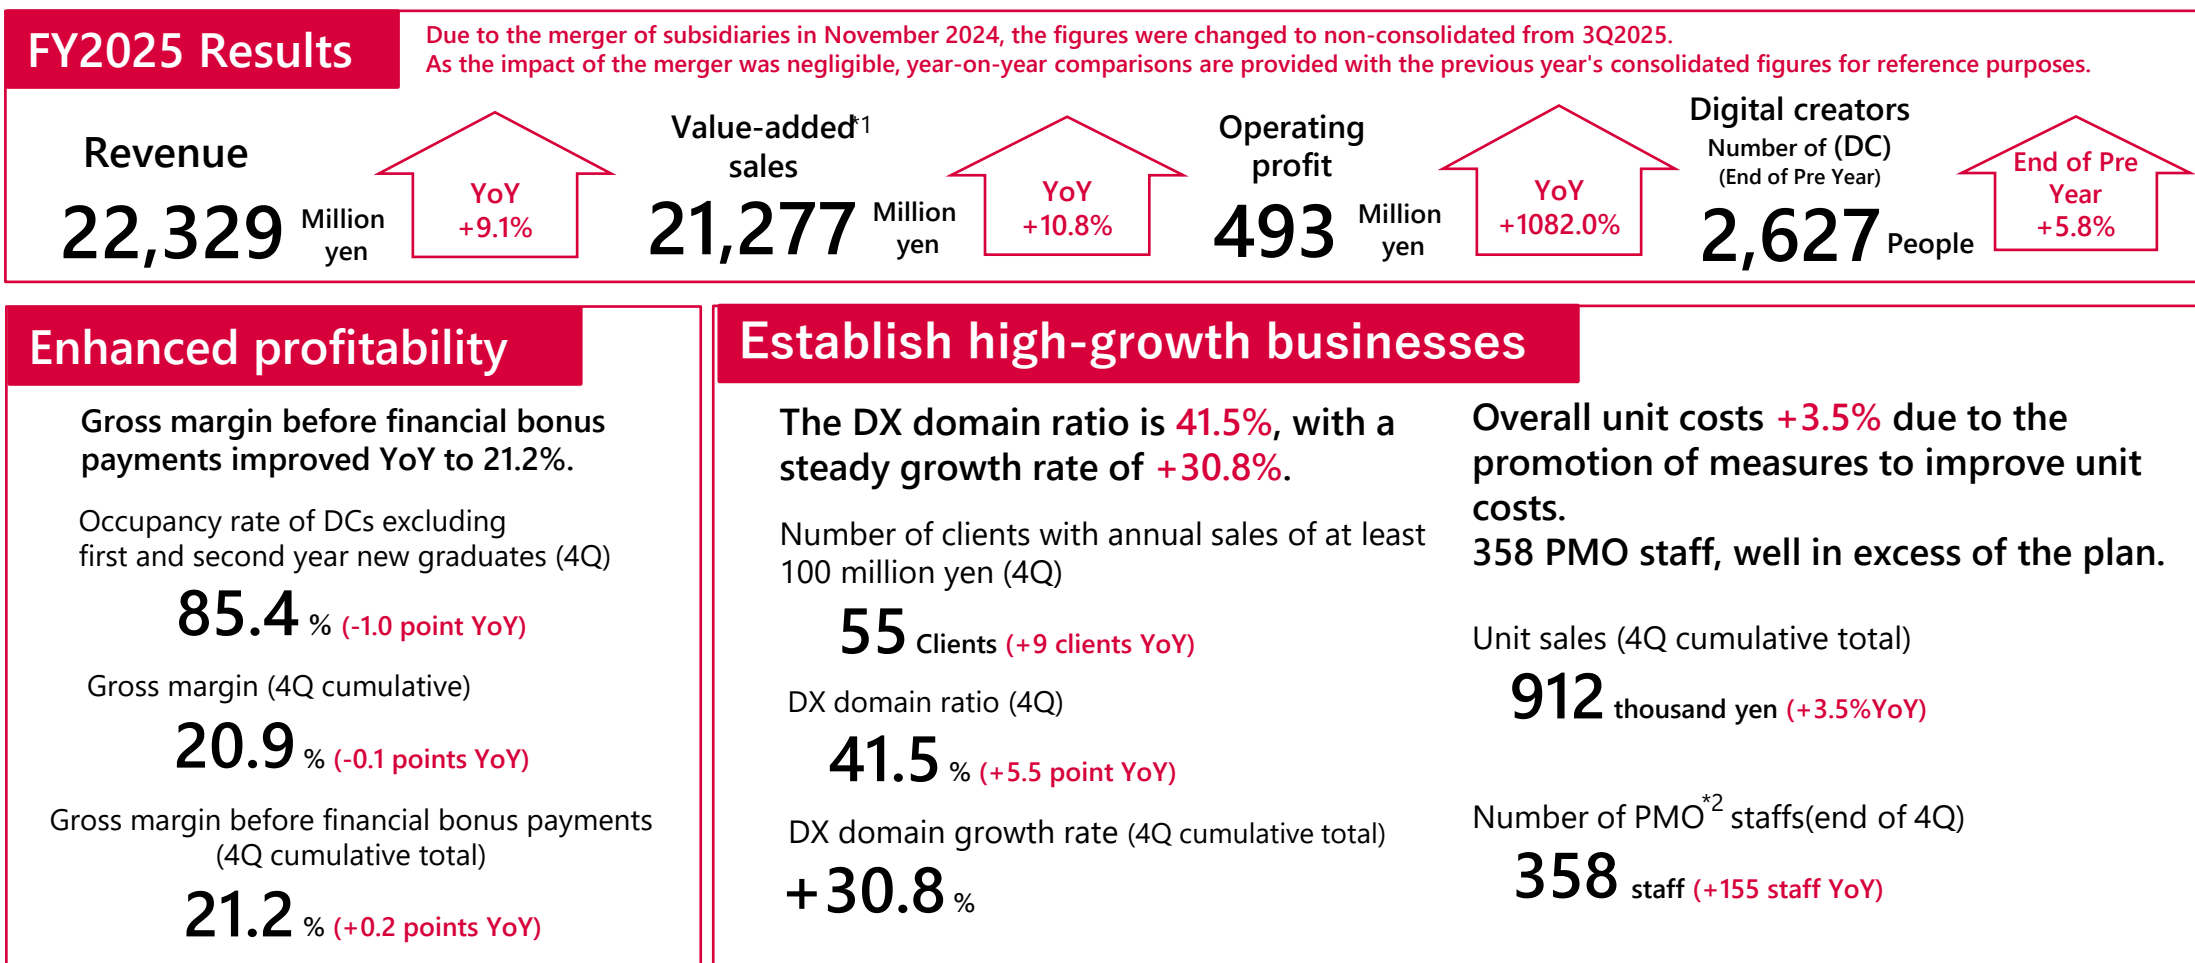 FY2025 Results
Due to the merger of subsidiaries in November 2024, the figures were changed to non-consolidated from 3Q2025.
As the impact of the merger was negligible, year-on-year comparisons are provided with the previous year's consolidated figures for reference purposes.
Revenue
22,329 Million yen
YoY
+9.1%
Value-added*1
sales
21,277 Million yen
YoY
+10.8%
Operating
profit
493 Million yen
YoY
+1082.0%
Digital creators
Number of (DC)
(End of Pre Year)
2,627 People
End of Pre
Year
+5.8%
Enhanced profitability
Gross margin before financial bonus
payments improved YoY to 21.2%.
Occupancy rate of DCs excluding
first and second year new graduates (4Q)
85.4 % (-1.0 point YoY)
Gross margin (4Q cumulative)
20.9 % (-0.1 points YoY)
Gross margin before financial bonus payments
(4Q cumulative total)
21.2 % (+0.2 points YoY)
Establish high-growth businesses
The DX domain ratio is 41.5%, with a
steady growth rate of +30.8%.
Number of clients with annual sales of at least
100 million yen (4Q)
55 Clients (+9 clients YoY)
DX domain ratio (4Q)
41.5 % (+5.5 point YoY)
DX domain growth rate (4Q cumulative total)
+30.8 %
Overall unit costs +3.5% due to the
promotion of measures to improve unit
costs.
358 PMO staff, well in excess of the plan.
Unit sales (4Q cumulative total)
912 thousand yen (+3.5%YoY)
Number of PMO*2 staffs(end of 4Q)
358 staff (+155 staff YoY)